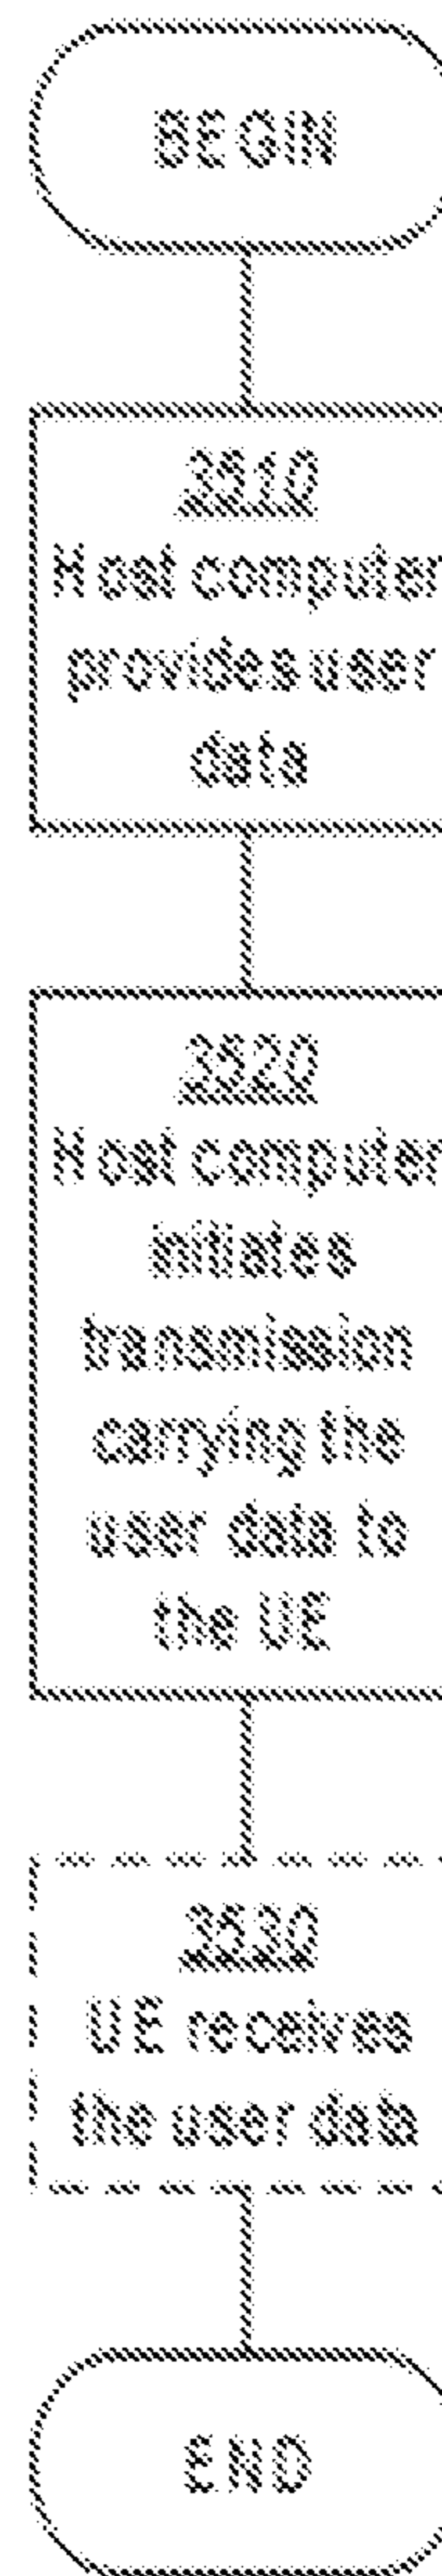 BEGIN
3510
Host computer
provides user
data
3520
Host computer
initiates
transmission
carrying the
user data to
the UE
3530
UE receives
the user data
END